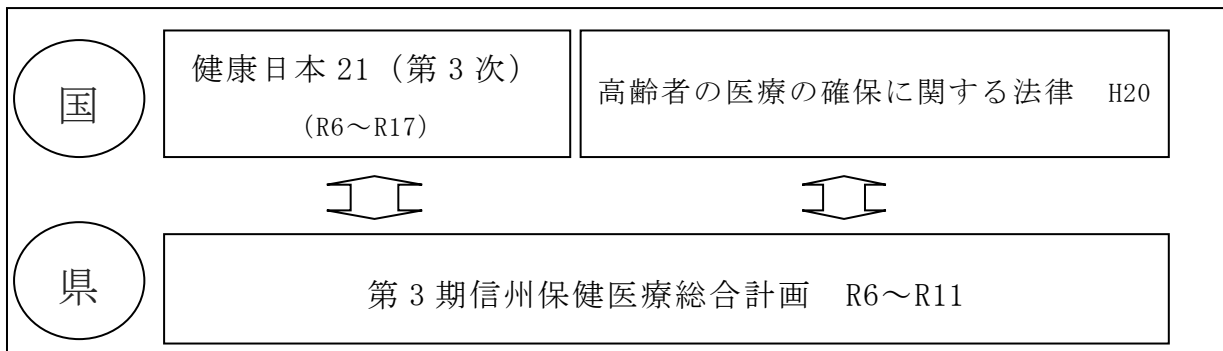 国
健康日本21（第3次）
（R6～R17）
高齢者の医療の確保に関する法律　H20
県
第3期信州保健医療総合計画　R6～R11